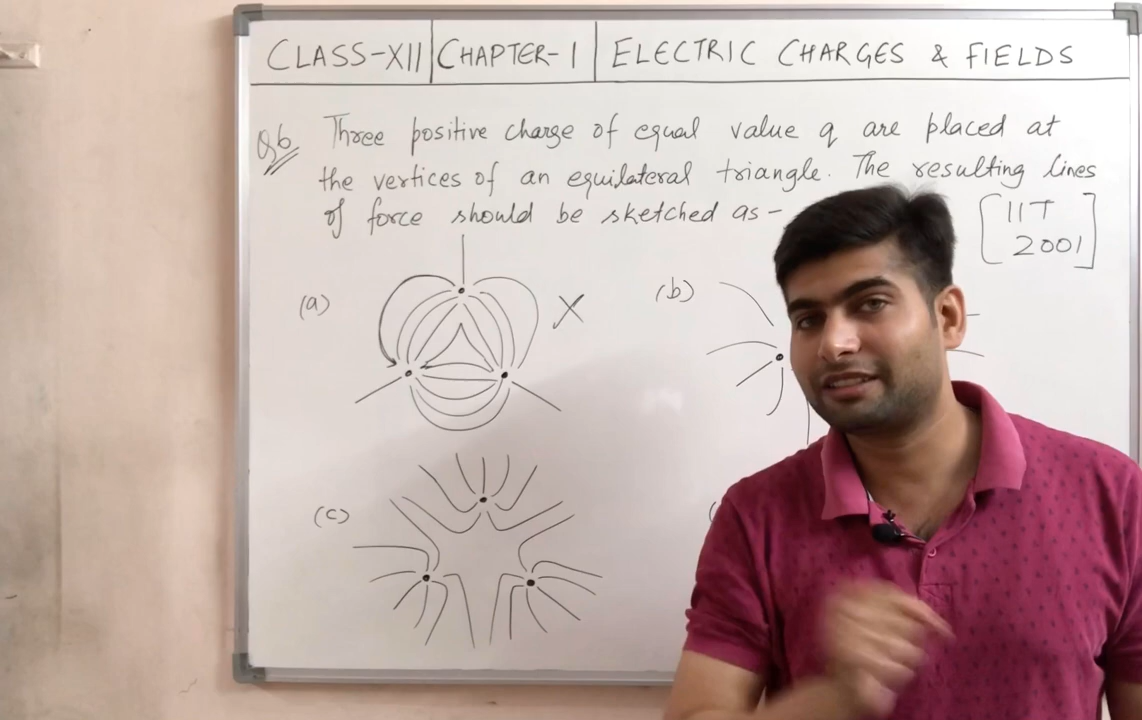 CLASS-XII CHAPTER-1 ELECTRIC CHARGES & FIELDS
Q6 Three positive charge of equal value q are placed at
the vertices of an equilateral triangle. The resulting lines
of force should be sketched as - [IIT
2001]
(a) X (b)
(c)